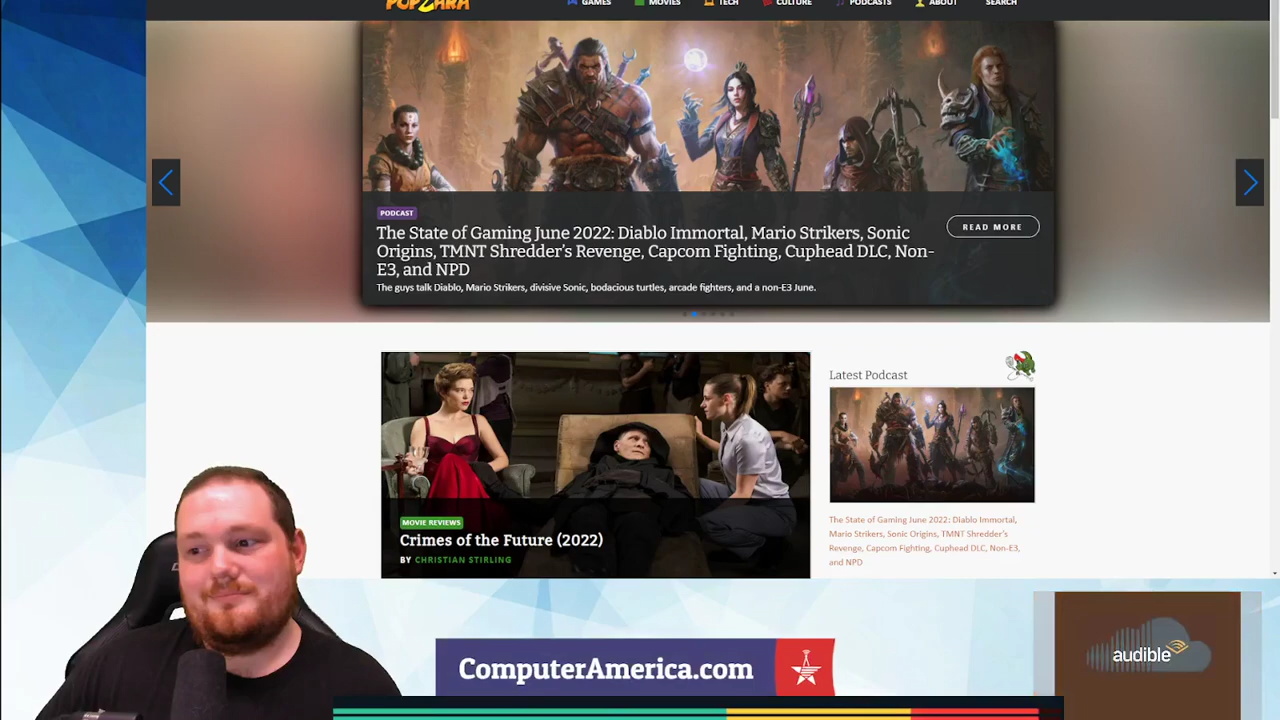 POPZARA
GAMES
MOVIES
TECH
CULTURE
PODCASTS
ABOUT
SEARCH
PODCAST
The State of Gaming June 2022: Diablo Immortal, Mario Strikers, Sonic
Origins, TMNT Shredder's Revenge, Capcom Fighting, Cuphead DLC, Non-
E3, and NPD
The guys talk Diablo, Mario Strikers, divisive Sonic, bodacious turtles, arcade fighters, and a non-E3 June.
READ MORE
MOVIE REVIEWS
Crimes of the Future (2022)
BY CHRISTIAN STIRLING
Latest Podcast
The State of Gaming June 2022: Diablo Immortal,
Mario Strikers, Sonic Origins, TMNT Shredder's
Revenge, Capcom Fighting, Cuphead DLC, Non-E3,
and NPD
ComputerAmerica.com
audible